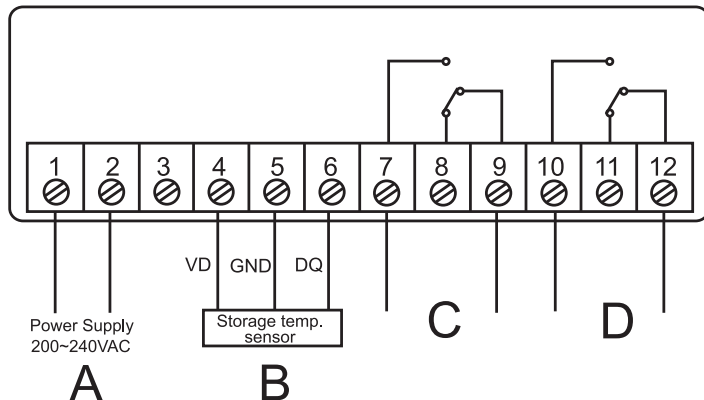 1 2 3 4 5 6 7 8 9 10 11 12
VD GND DQ
Power Supply
200~240VAC
Storage temp.
sensor
A B C D